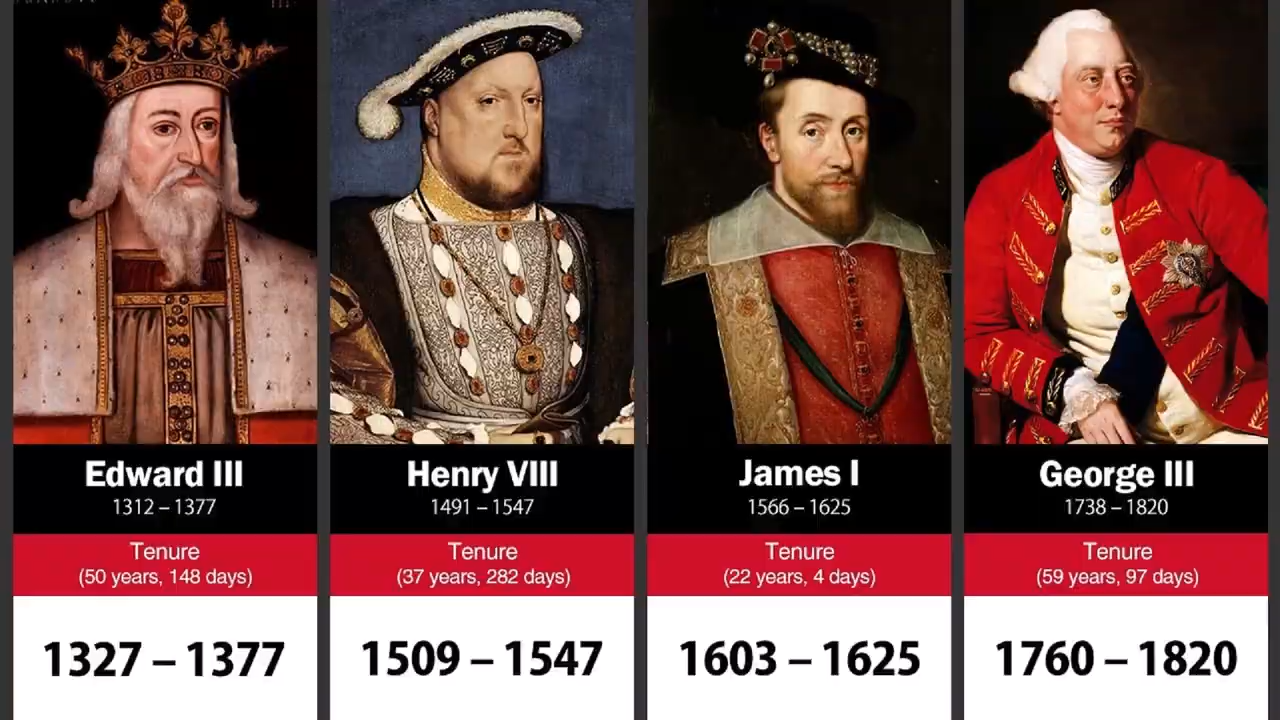 Edward III
1312 – 1377
Tenure
(50 years, 148 days)
1327 – 1377
Henry VIII
1491 – 1547
Tenure
(37 years, 282 days)
1509 – 1547
James I
1566 – 1625
Tenure
(22 years, 4 days)
1603 – 1625
George III
1738 – 1820
Tenure
(59 years, 97 days)
1760 – 1820